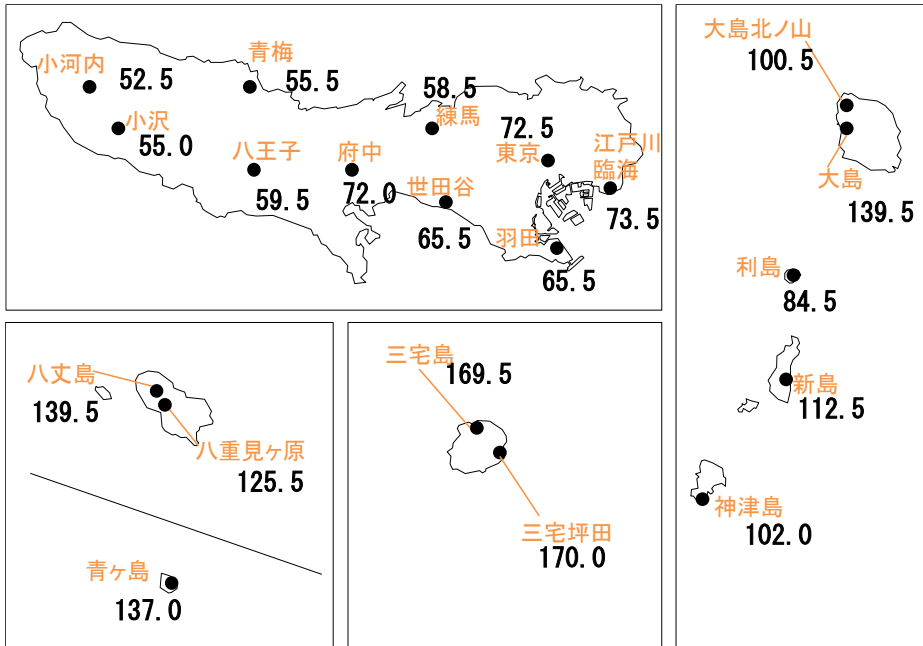 小河内
52.5
青梅
55.5
58.5
練馬
小沢
55.0
72.5
東京
江戸川
臨海
73.5
八王子
59.5
府中
72.0
世田谷
65.5
羽田
65.5
大島北ノ山
100.5
大島
139.5
利島
84.5
新島
112.5
神津島
102.0
八丈島
139.5
八重見ヶ原
125.5
青ヶ島
137.0
三宅島
169.5
三宅坪田
170.0